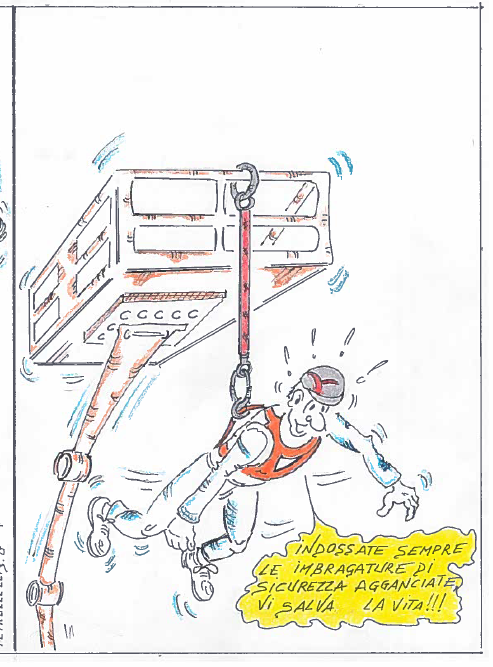 INDOSSATE SEMPRE
LE IMBRAGATURE DI
SICUREZZA AGGANCIATE
VI SALVA LA VITA!!!